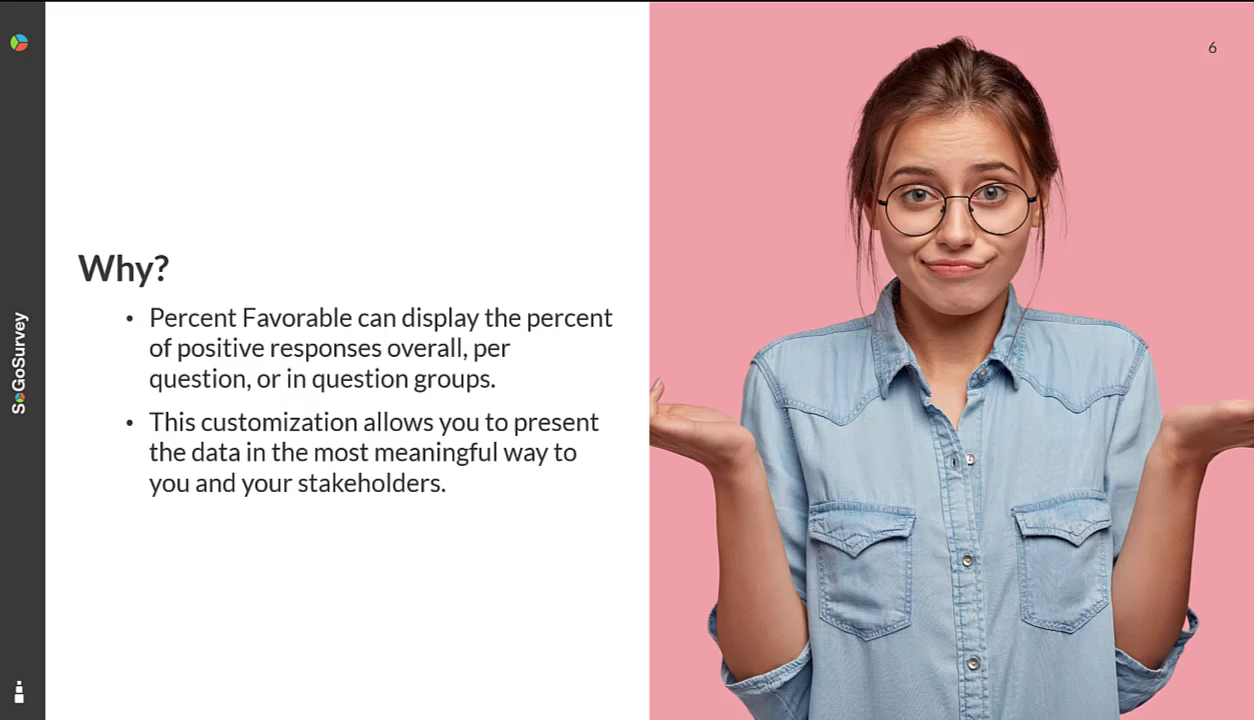 6
Why?
• Percent Favorable can display the percent
of positive responses overall, per
question, or in question groups.
• This customization allows you to present
the data in the most meaningful way to
you and your stakeholders.
SoGoSurvey